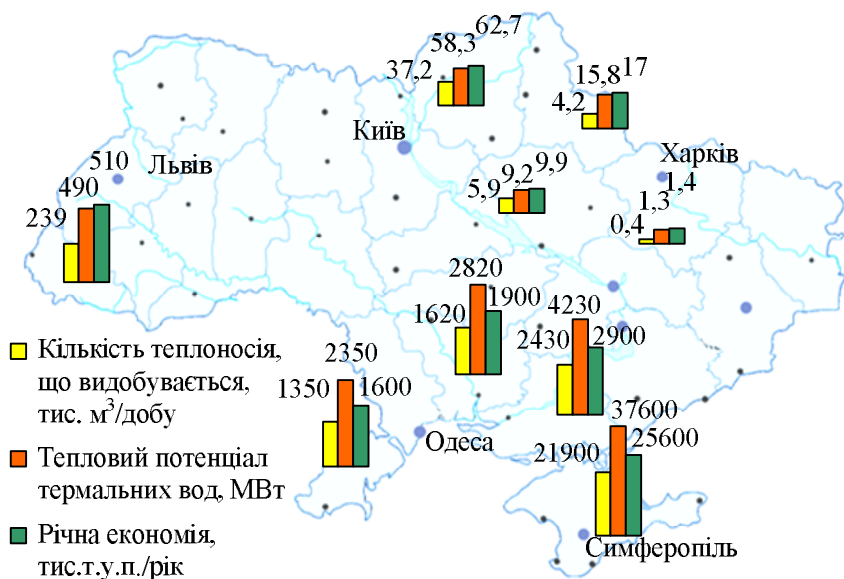 62,7
58,3
37,2
15,8
17
4,2
Київ
Львів
Харків
510
490
239
9,9
9,2
5,9
1,4
1,3
0,4
2820
1900
1620
4230
2900
2430
Кількість теплоносія,
що видобувається,
тис. м³/добу
2350
1600
1350
Одеса
37600
25600
21900
Тепловий потенціал
термальних вод, МВт
Річна економія,
тис.т.у.п./рік
Симферопіль